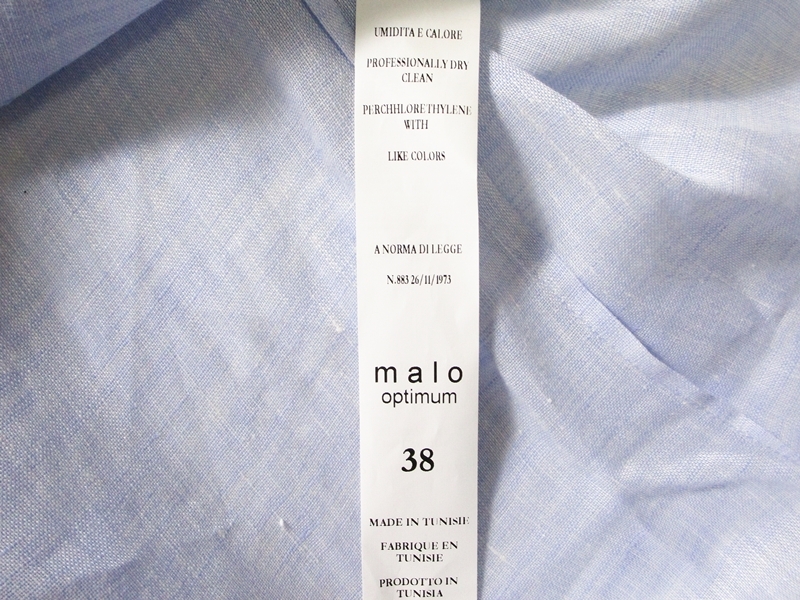 UMIDITA E CALORE
PROFESSIONALLY DRY
CLEAN
PERCHHLORETHYLENE
WITH
LIKE COLORS
A NORMA DI LEGGE
N.883 26/11/1973
malo
optimum
38
MADE IN TUNISIE
FABRIQUE EN
TUNISIE
PRODOTTO IN
TUNISIA